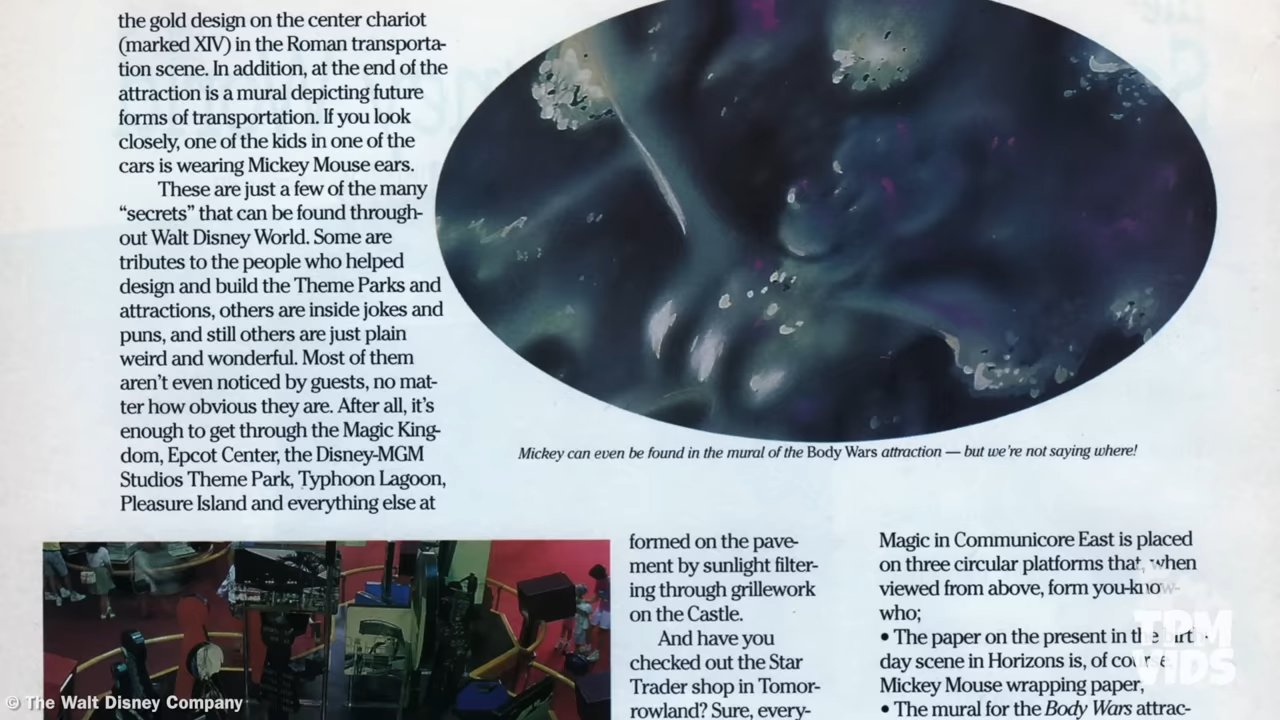 the gold design on the center chariot
(marked XIV) in the Roman transporta-
tion scene. In addition, at the end of the
attraction is a mural depicting future
forms of transportation. If you look
closely, one of the kids in one of the
cars is wearing Mickey Mouse ears.
These are just a few of the many
“secrets” that can be found through-
out Walt Disney World. Some are
tributes to the people who helped
design and build the Theme Parks and
attractions, others are inside jokes and
puns, and still others are just plain
weird and wonderful. Most of them
aren't even noticed by guests, no mat-
ter how obvious they are. After all, it's
enough to get through the Magic King-
dom, Epcot Center, the Disney-MGM
Studios Theme Park, Typhoon Lagoon,
Pleasure Island and everything else at
Mickey can even be found in the mural of the Body Wars attraction — but we're not saying where!
formed on the pave-
ment by sunlight filter-
ing through grillework
on the Castle.
And have you
checked out the Star
Trader shop in Tomor-
rowland? Sure, every-
Magic in Communicore East is placed
on three circular platforms that, when
viewed from above, form you-know-
who;
• The paper on the present in the birth-
day scene in Horizons is, of course,
Mickey Mouse wrapping paper,
• The mural for the Body Wars attrac-
TPM
VIDS
© The Walt Disney Company